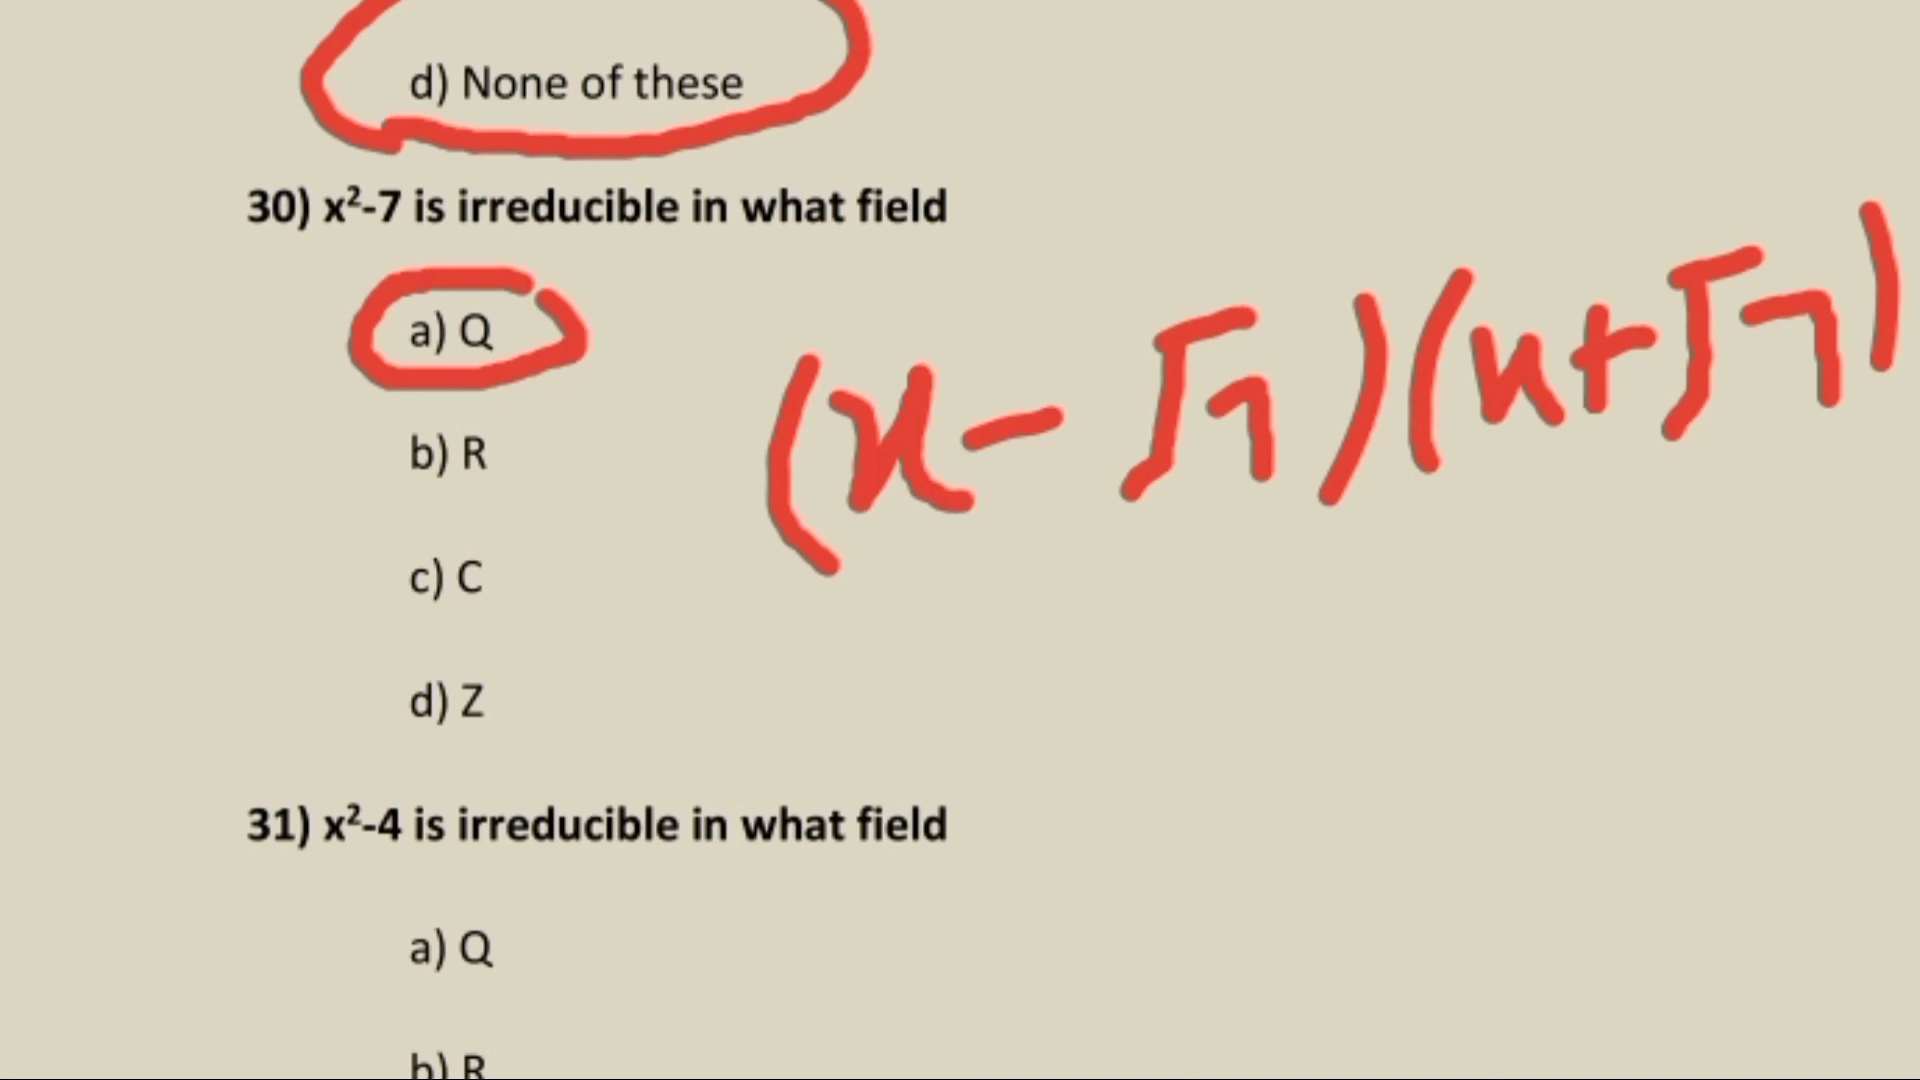 d) None of these
30) x²-7 is irreducible in what field
a) Q
(x-√7)(x+√7)
b) R
c) C
d) Z
31) x²-4 is irreducible in what field
a) Q
b) R